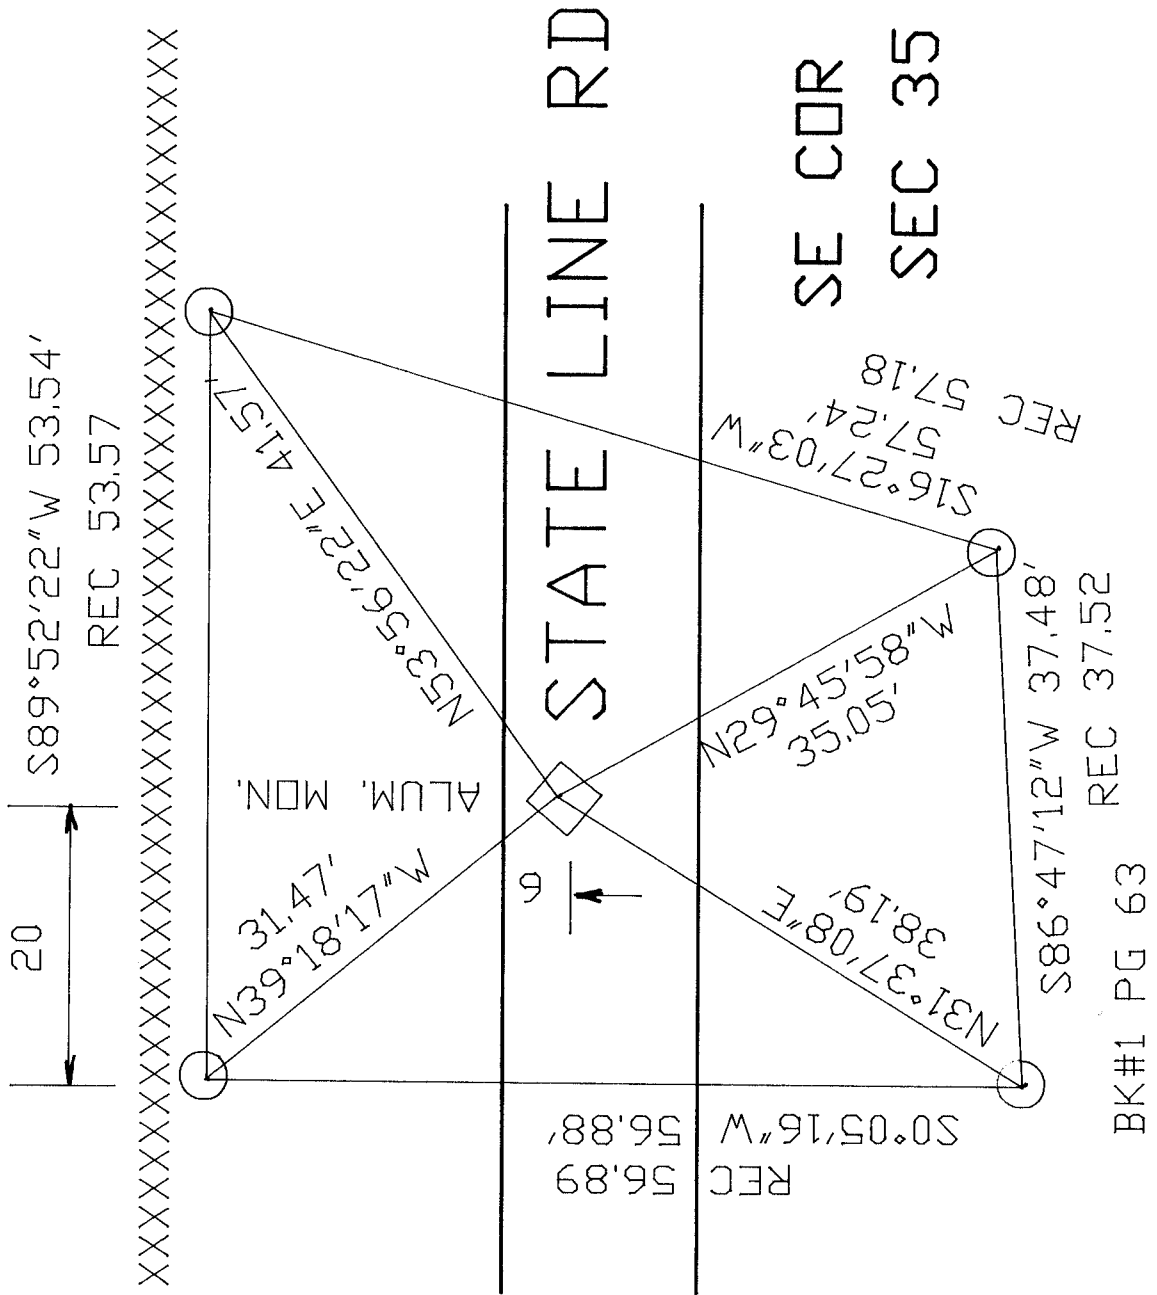 20
S89°52'22"W 53.54'
REC 53.57
XXXXXXXXXXXXXXXXXXXXXXXXXXXXXXXXXXXXXXXXXXXX
N53°56'22"E 41.57'
ALUM. MON.
31.47'
N39°18'17"W
6
STATE LINE RD
SE COR
SEC 35
S16°27'03"W
57.24'
REC 57.18
N29°45'58"W
35.05'
N31°37'08"E
38.19'
S86°47'12"W 37.48'
REC 37.52
S0°05'16"W 56.88'
REC 56.89
BK#1 PG 63